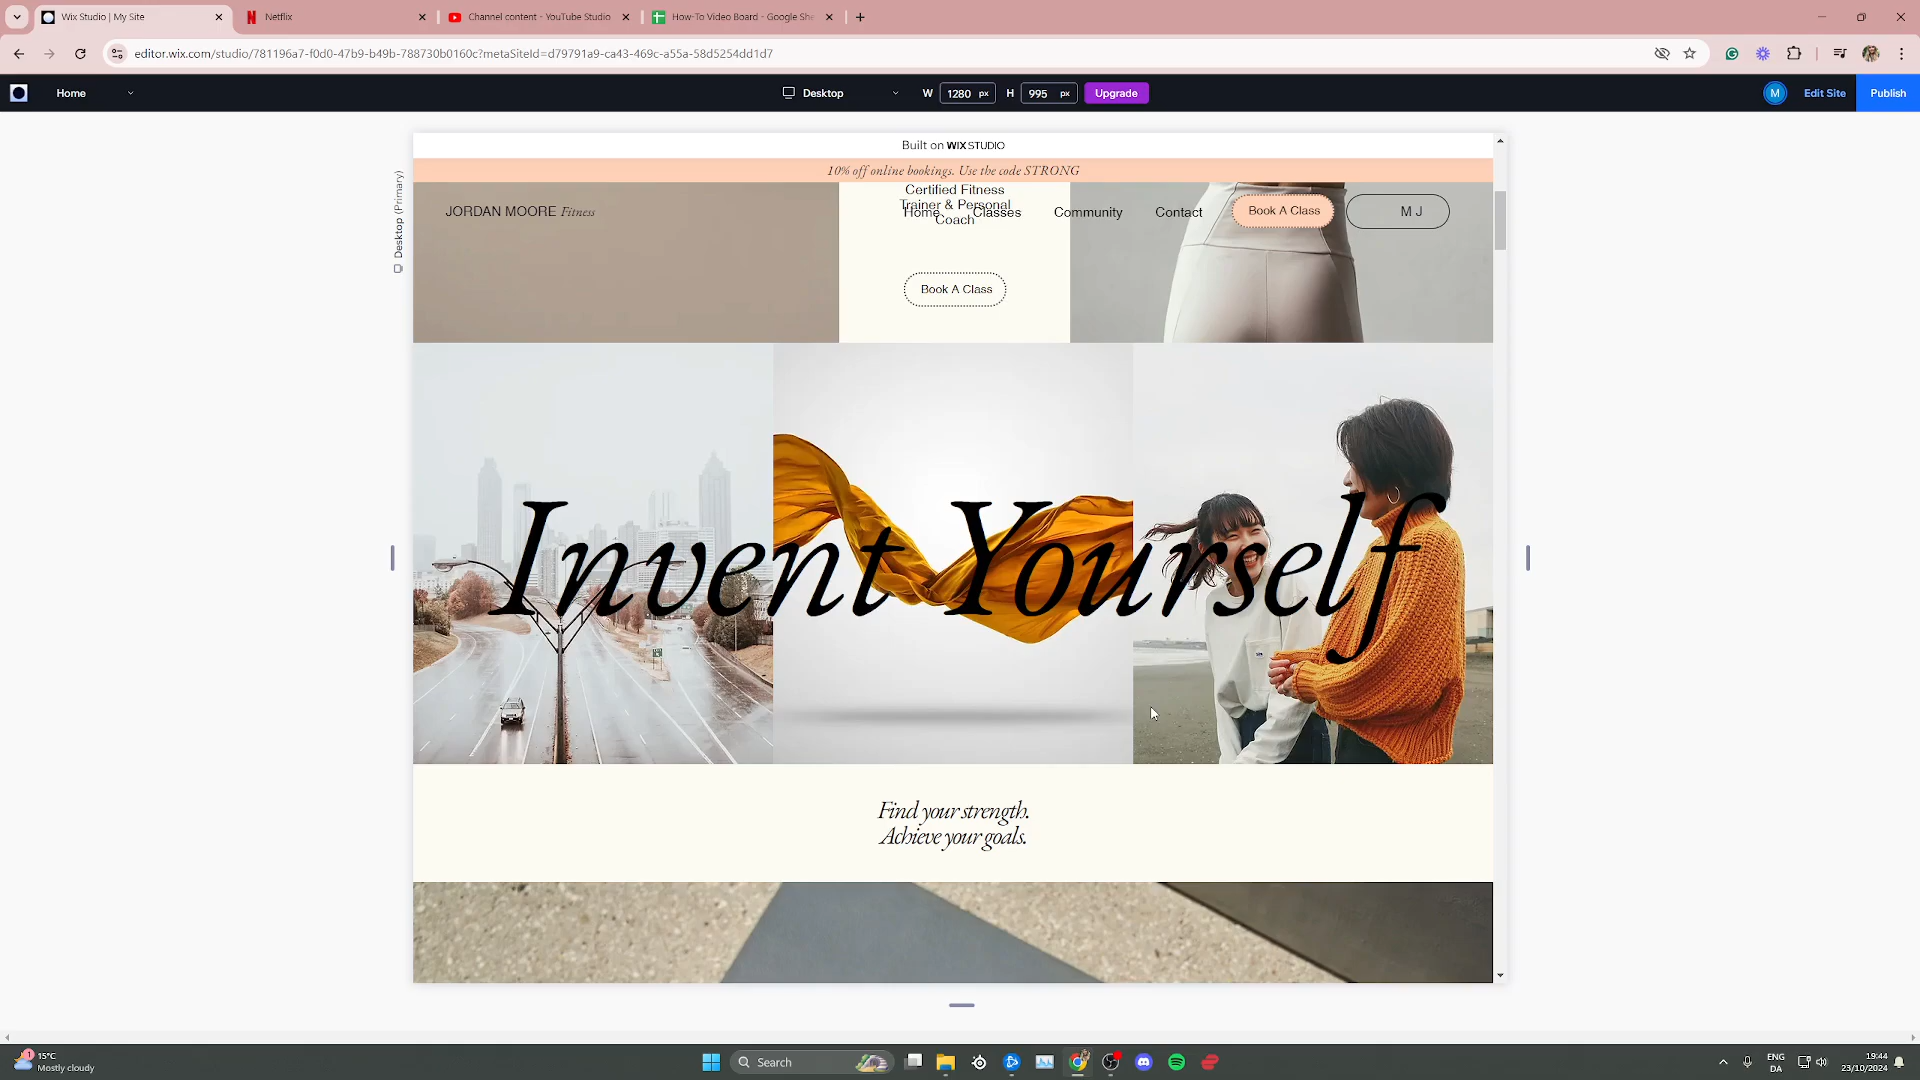 Wix Studio | My Site
Netflix
Channel content - YouTube Studio
How-To Video Board - Google She
editor.wix.com/studio/781196a7-f0d0-47b9-b49b-788730b0160c?metaSiteId=d79791a9-ca43-469c-a55a-58d5254dd1d7
Home
Desktop
W 1280 px H 995 px
Upgrade
M
Edit Site
Publish
Desktop (Primary)
Built on WIX STUDIO
10% off online bookings. Use the code STRONG
Certified Fitness
Trainer & Personal
Coach
JORDAN MOORE Fitness
Home
Classes
Community
Contact
Book A Class
M J
Book A Class
Invent Yourself
Find your strength.
Achieve your goals.
1
15°C
Mostly cloudy
Search
ENG
DA
19:44
23/10/2024